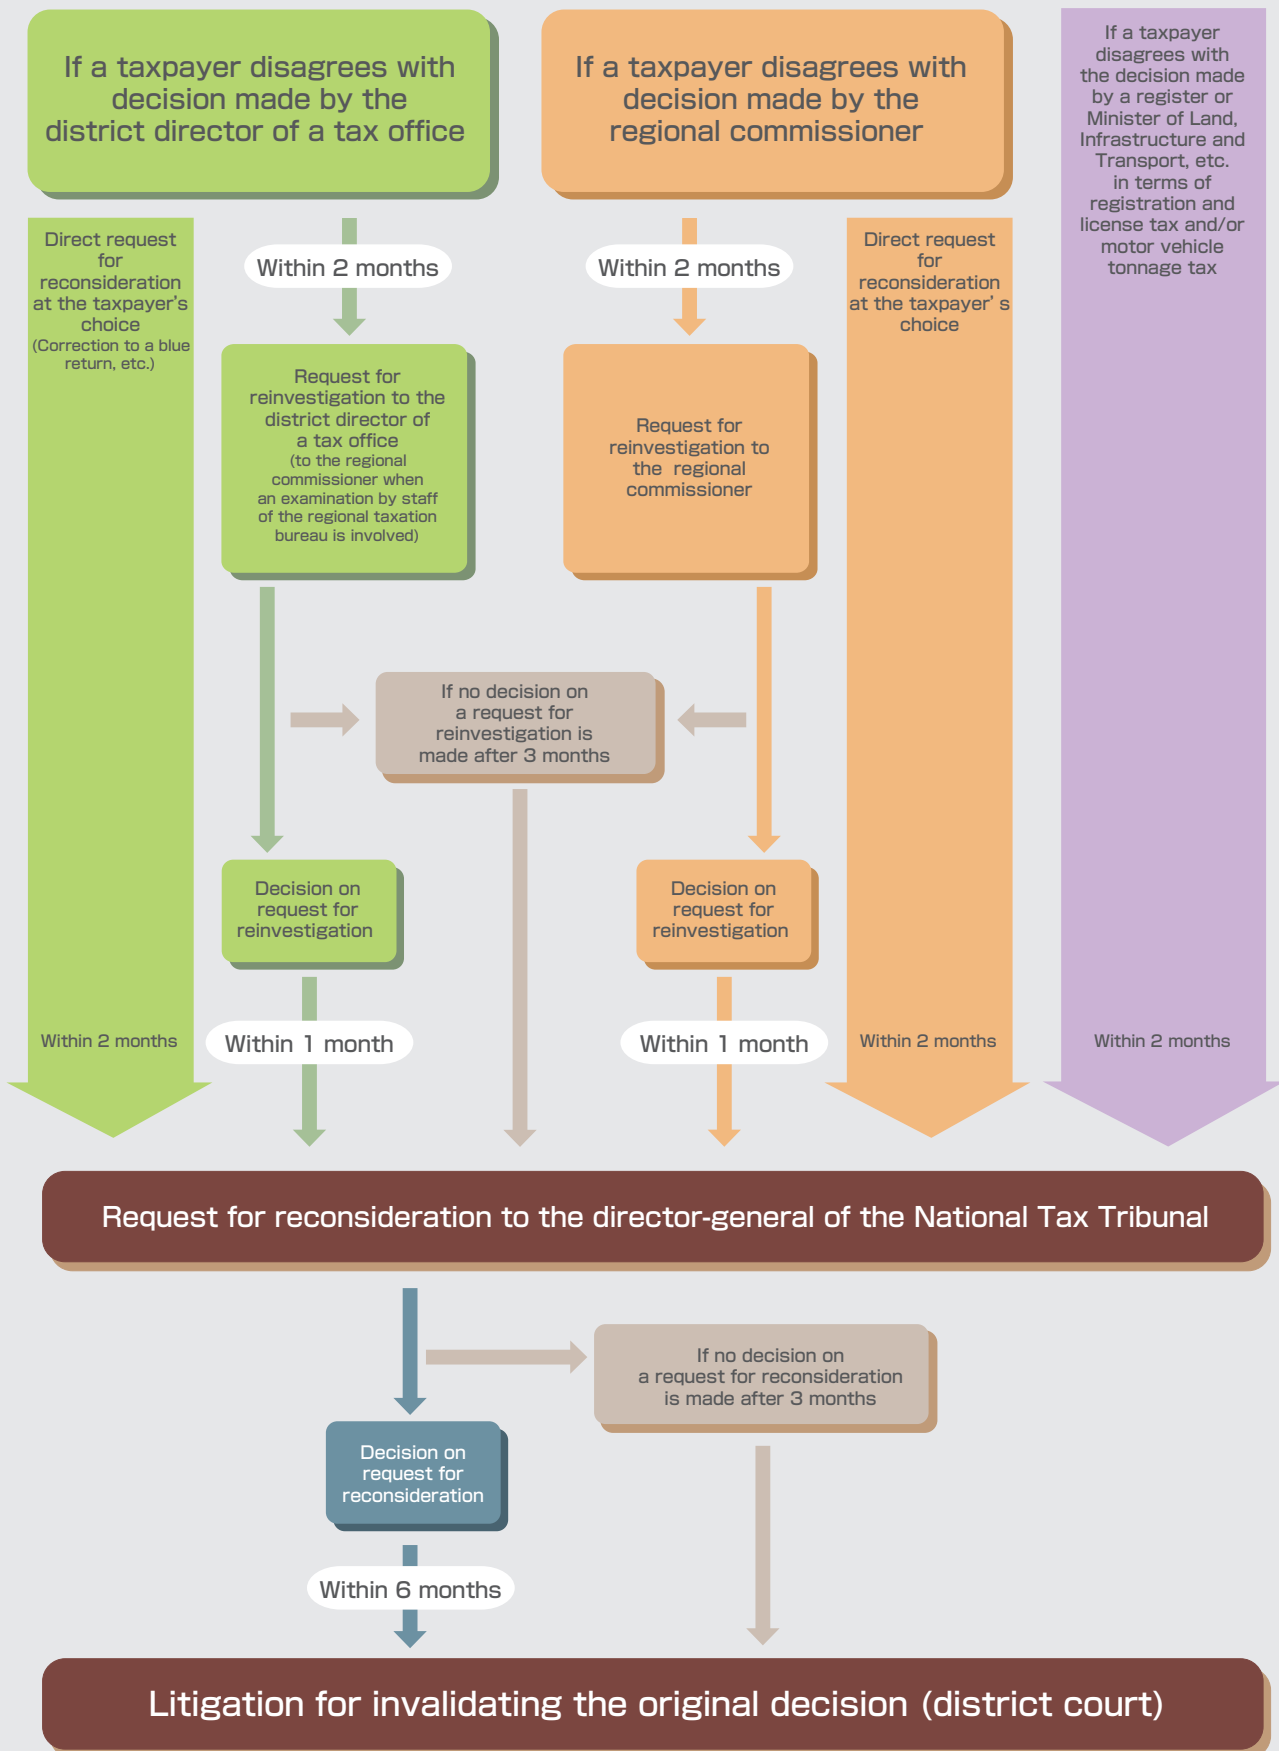 If a taxpayer disagrees with
decision made by the
district director of a tax office
If a taxpayer disagrees with
decision made by the
regional commissioner
If a taxpayer
disagrees with
the decision made
by a register or
Minister of Land,
Infrastructure and
Transport, etc.
in terms of
registration and
license tax and/or
motor vehicle
tonnage tax
Direct request
for
reconsideration
at the taxpayer's
choice
(Correction to a blue
return, etc.)
Within 2 months
Within 2 months
Direct request
for
reconsideration
at the taxpayer's
choice
Request for
reinvestigation to the
district director of
a tax office
(to the regional
commissioner when
an examination by staff
of the regional taxation
bureau is involved)
Request for
reinvestigation to
the regional
commissioner
If no decision on
a request for
reinvestigation is
made after 3 months
Decision on
request for
reinvestigation
Decision on
request for
reinvestigation
Within 2 months
Within 1 month
Within 1 month
Within 2 months
Within 2 months
Request for reconsideration to the director-general of the National Tax Tribunal
If no decision on
a request for reconsideration
is made after 3 months
Decision on
request for
reconsideration
Within 6 months
Litigation for invalidating the original decision (district court)